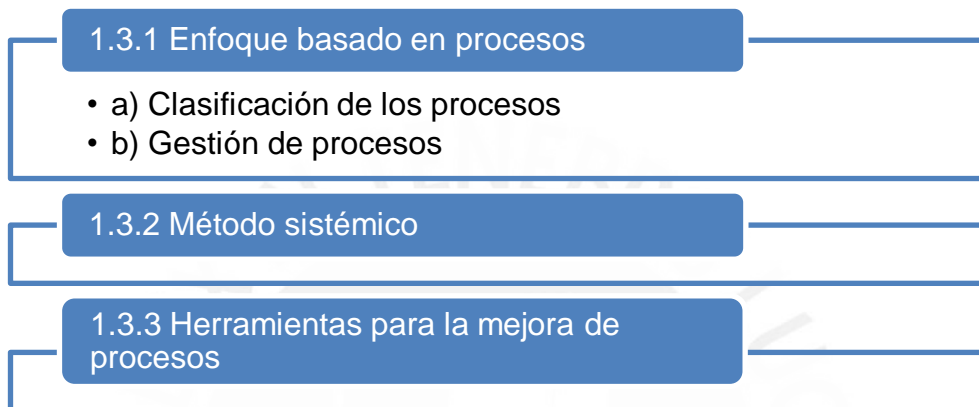 1.3.1 Enfoque basado en procesos
• a) Clasificación de los procesos
• b) Gestión de procesos
1.3.2 Método sistémico
1.3.3 Herramientas para la mejora de
procesos